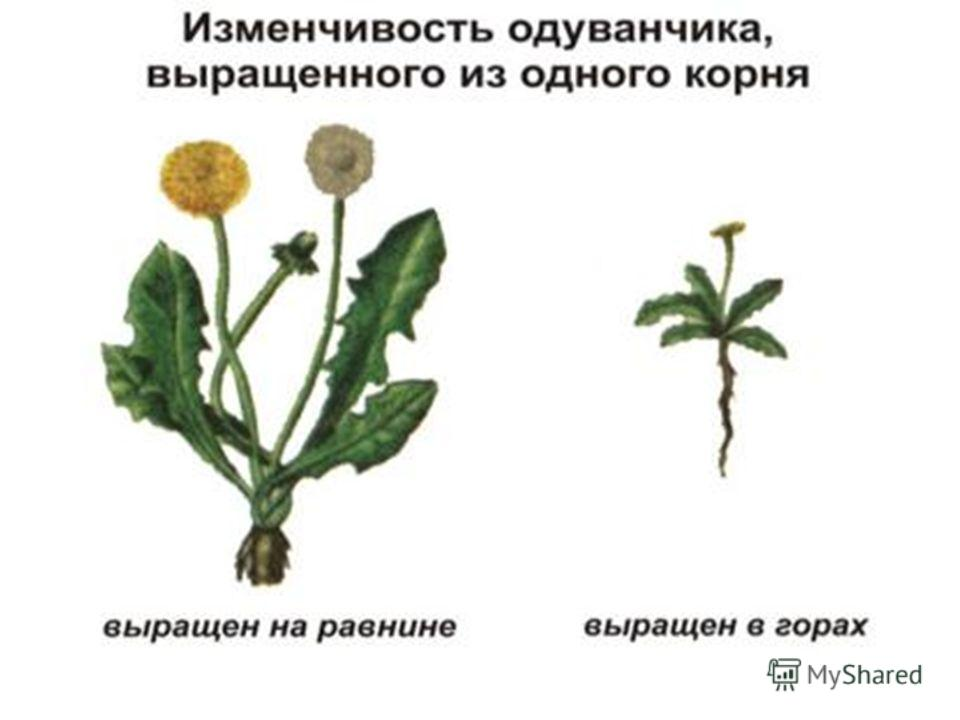 Изменчивость одуванчика,
выращенного из одного корня
выращен на равнине
выращен в горах
MyShared